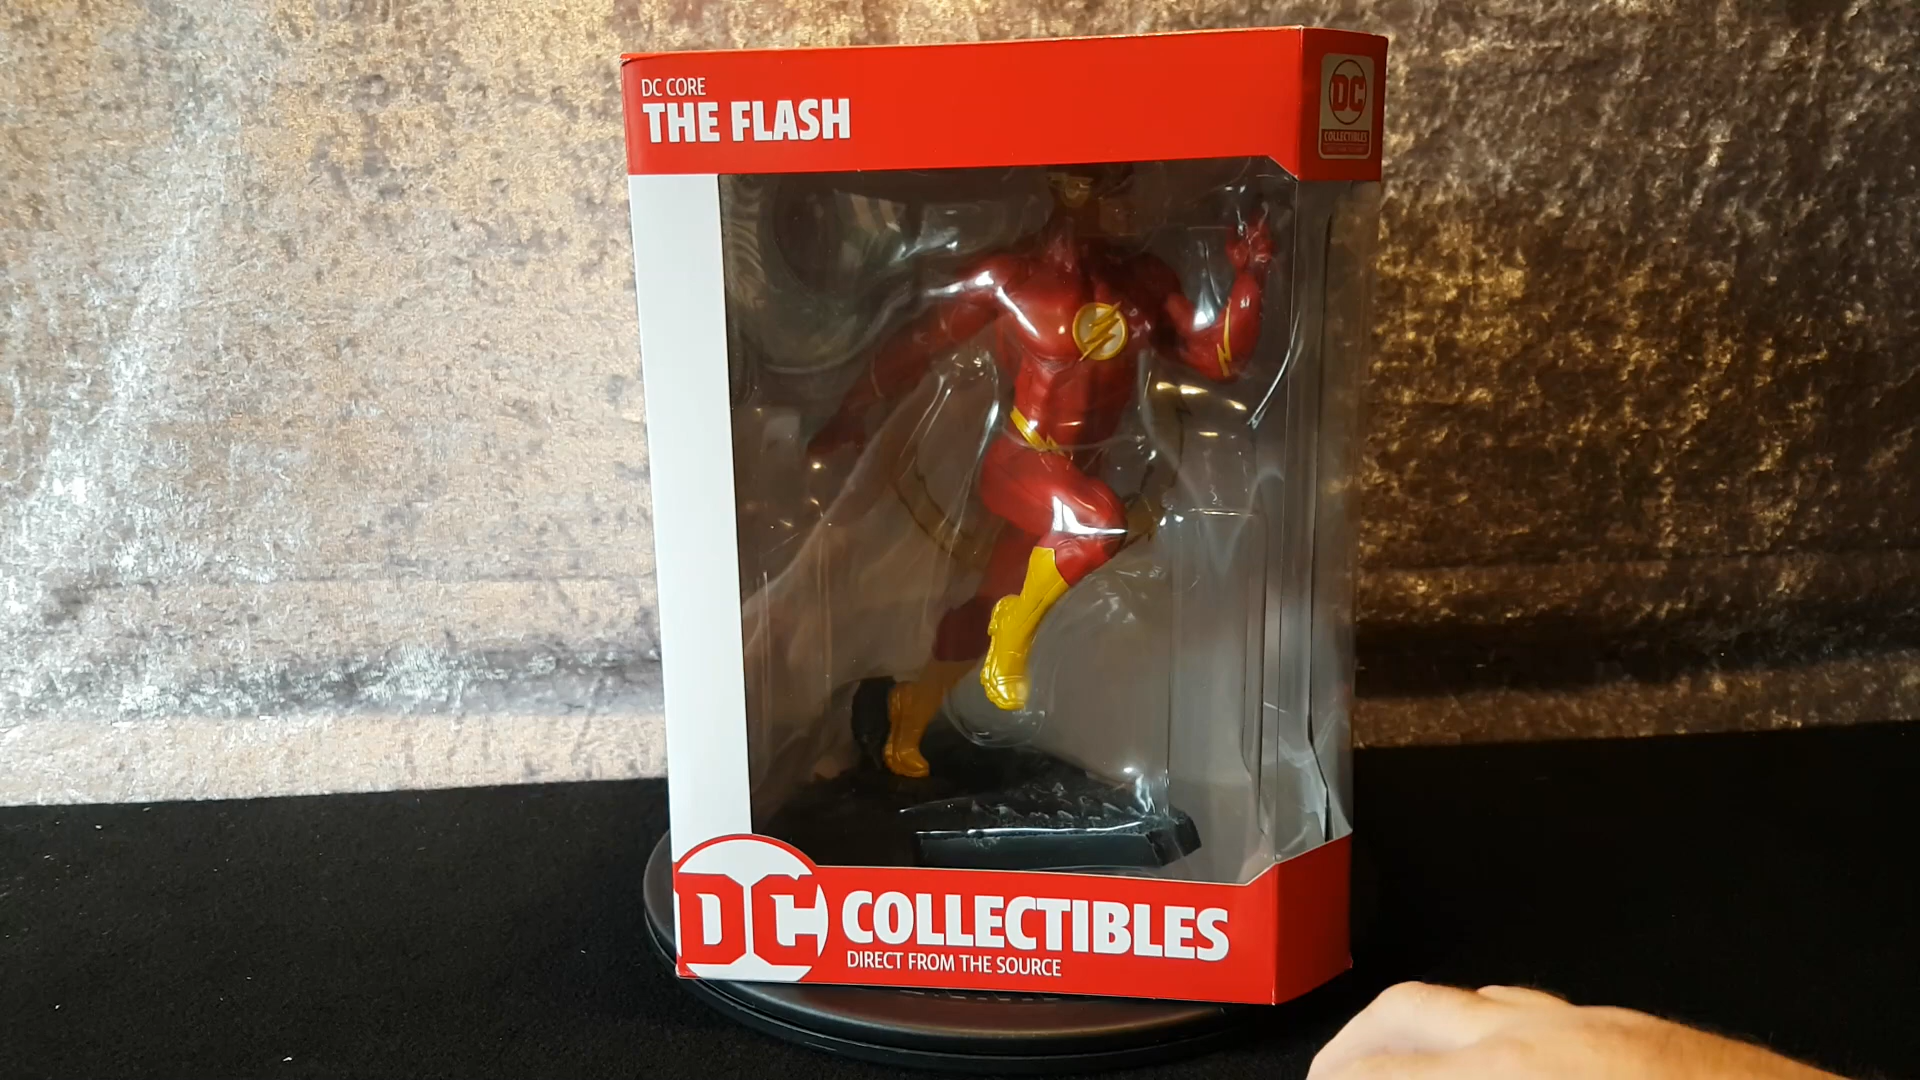 DC CORE
THE FLASH
DC
COLLECTIBLES
DC
COLLECTIBLES
DIRECT FROM THE SOURCE